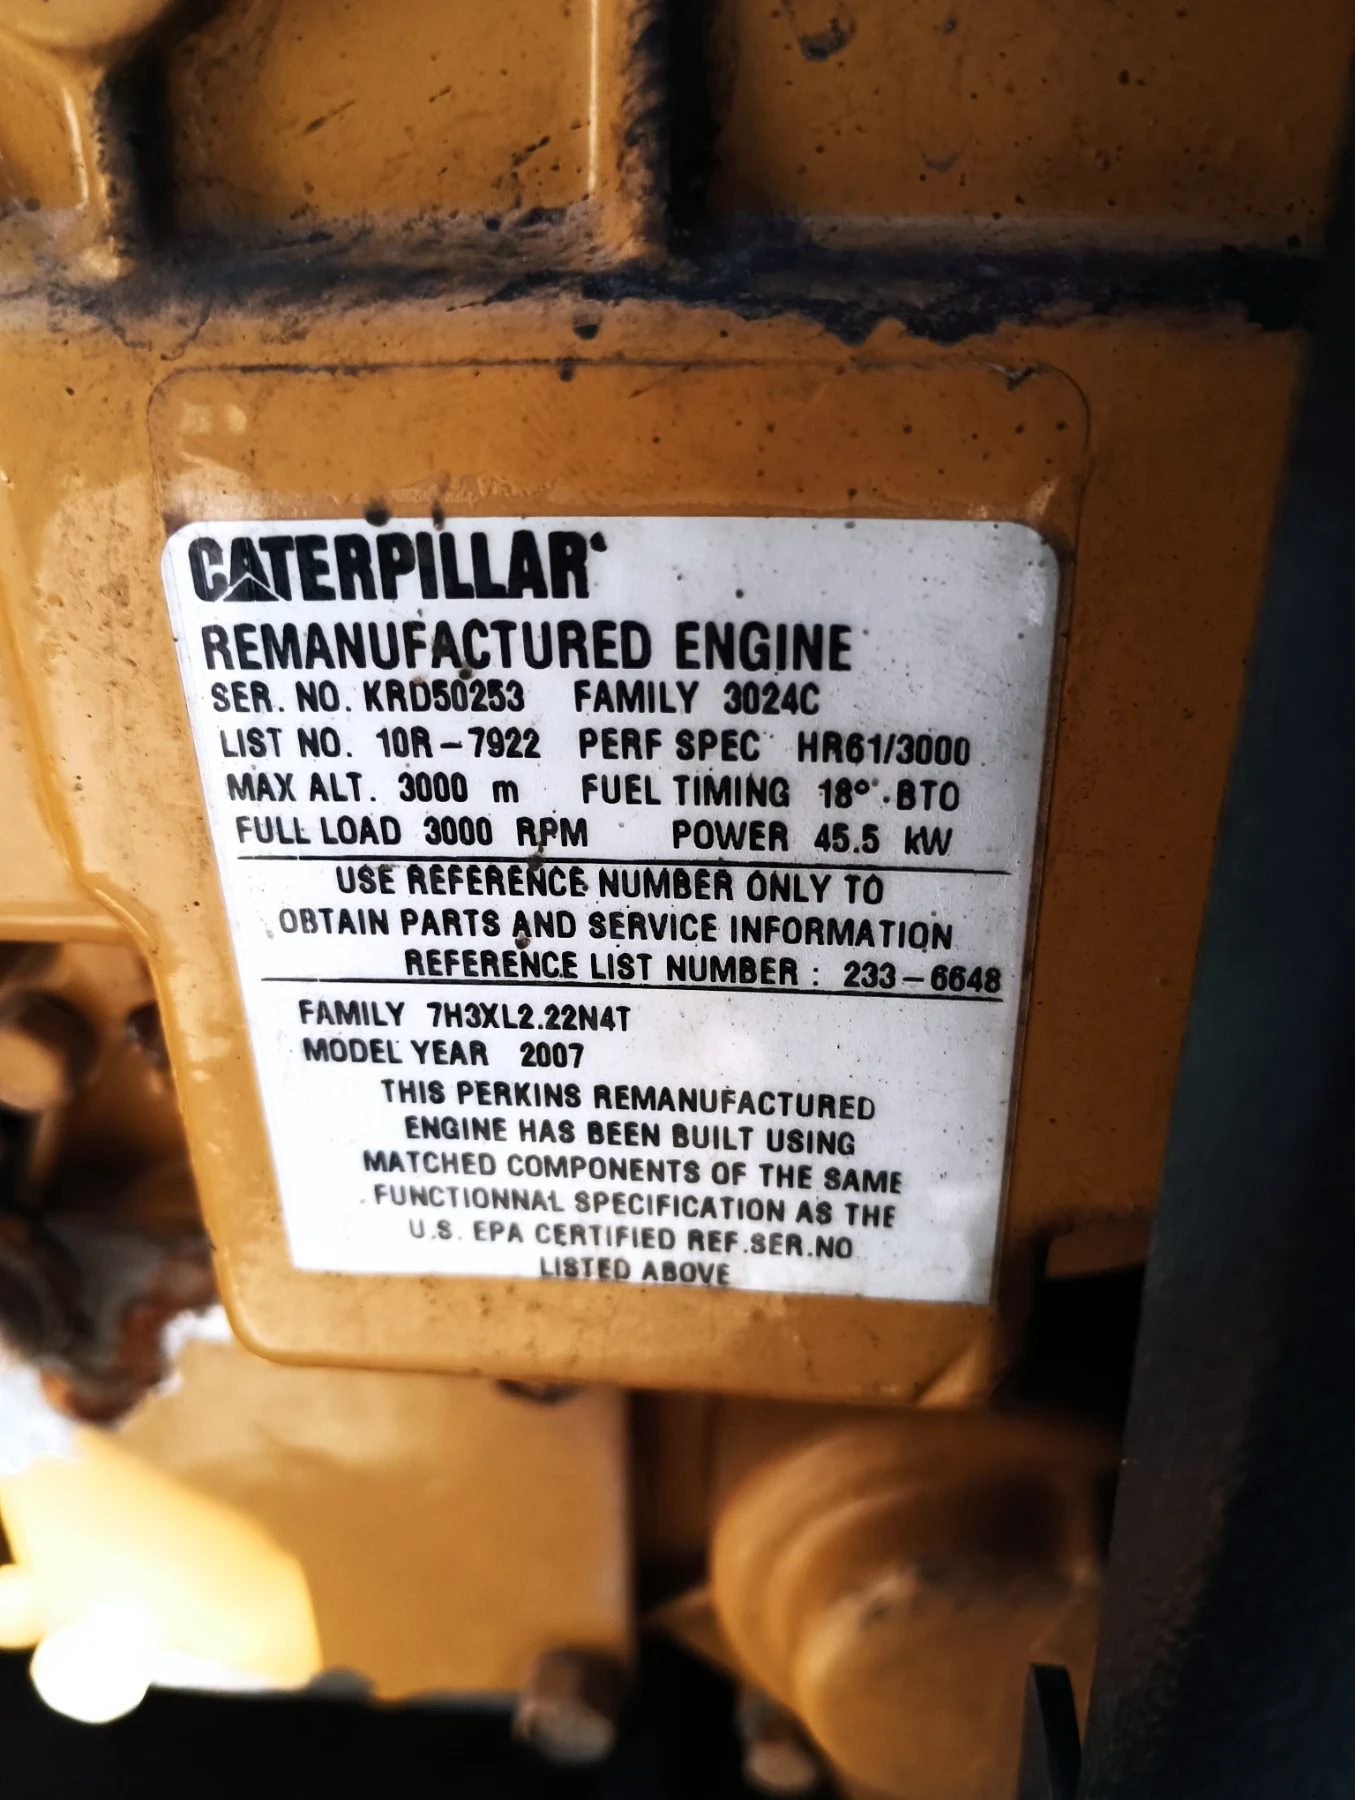 CATERPILLAR
REMANUFACTURED ENGINE
SER. NO. KRD50253 FAMILY 3024C
LIST NO. 10R-7922 PERF SPEC HR61/3000
MAX ALT. 3000 m FUEL TIMING 18° BTO
FULL LOAD 3000 RPM POWER 45.5 kW
USE REFERENCE NUMBER ONLY TO
OBTAIN PARTS AND SERVICE INFORMATION
REFERENCE LIST NUMBER : 233-6648
FAMILY 7H3XL2.22N4T
MODEL YEAR 2007
THIS PERKINS REMANUFACTURED
ENGINE HAS BEEN BUILT USING
MATCHED COMPONENTS OF THE SAME
FUNCTIONNAL SPECIFICATION AS THE
U.S. EPA CERTIFIED REF.SER.NO
LISTED ABOVE